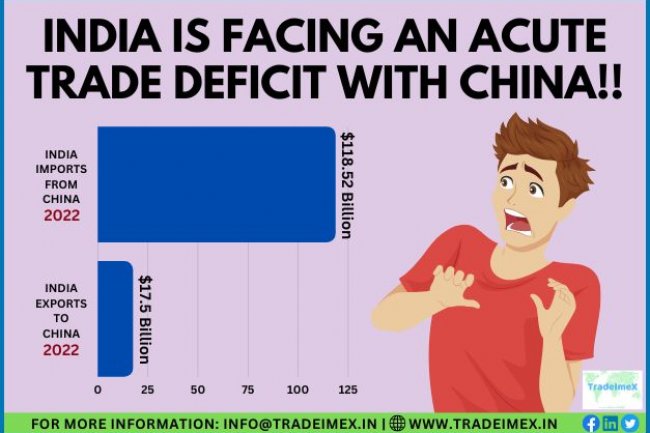 INDIA IS FACING AN ACUTE
TRADE DEFICIT WITH CHINA!!
INDIA
IMPORTS
FROM
CHINA
2022
$118.52 Billion
INDIA
EXPORTS
TO
CHINA
2022
$17.5 Billion
0 25 50 75 100 125
TradeImeX
FOR MORE INFORMATION: INFO@TRADEIMEX.IN | WWW.TRADEIMEX.IN